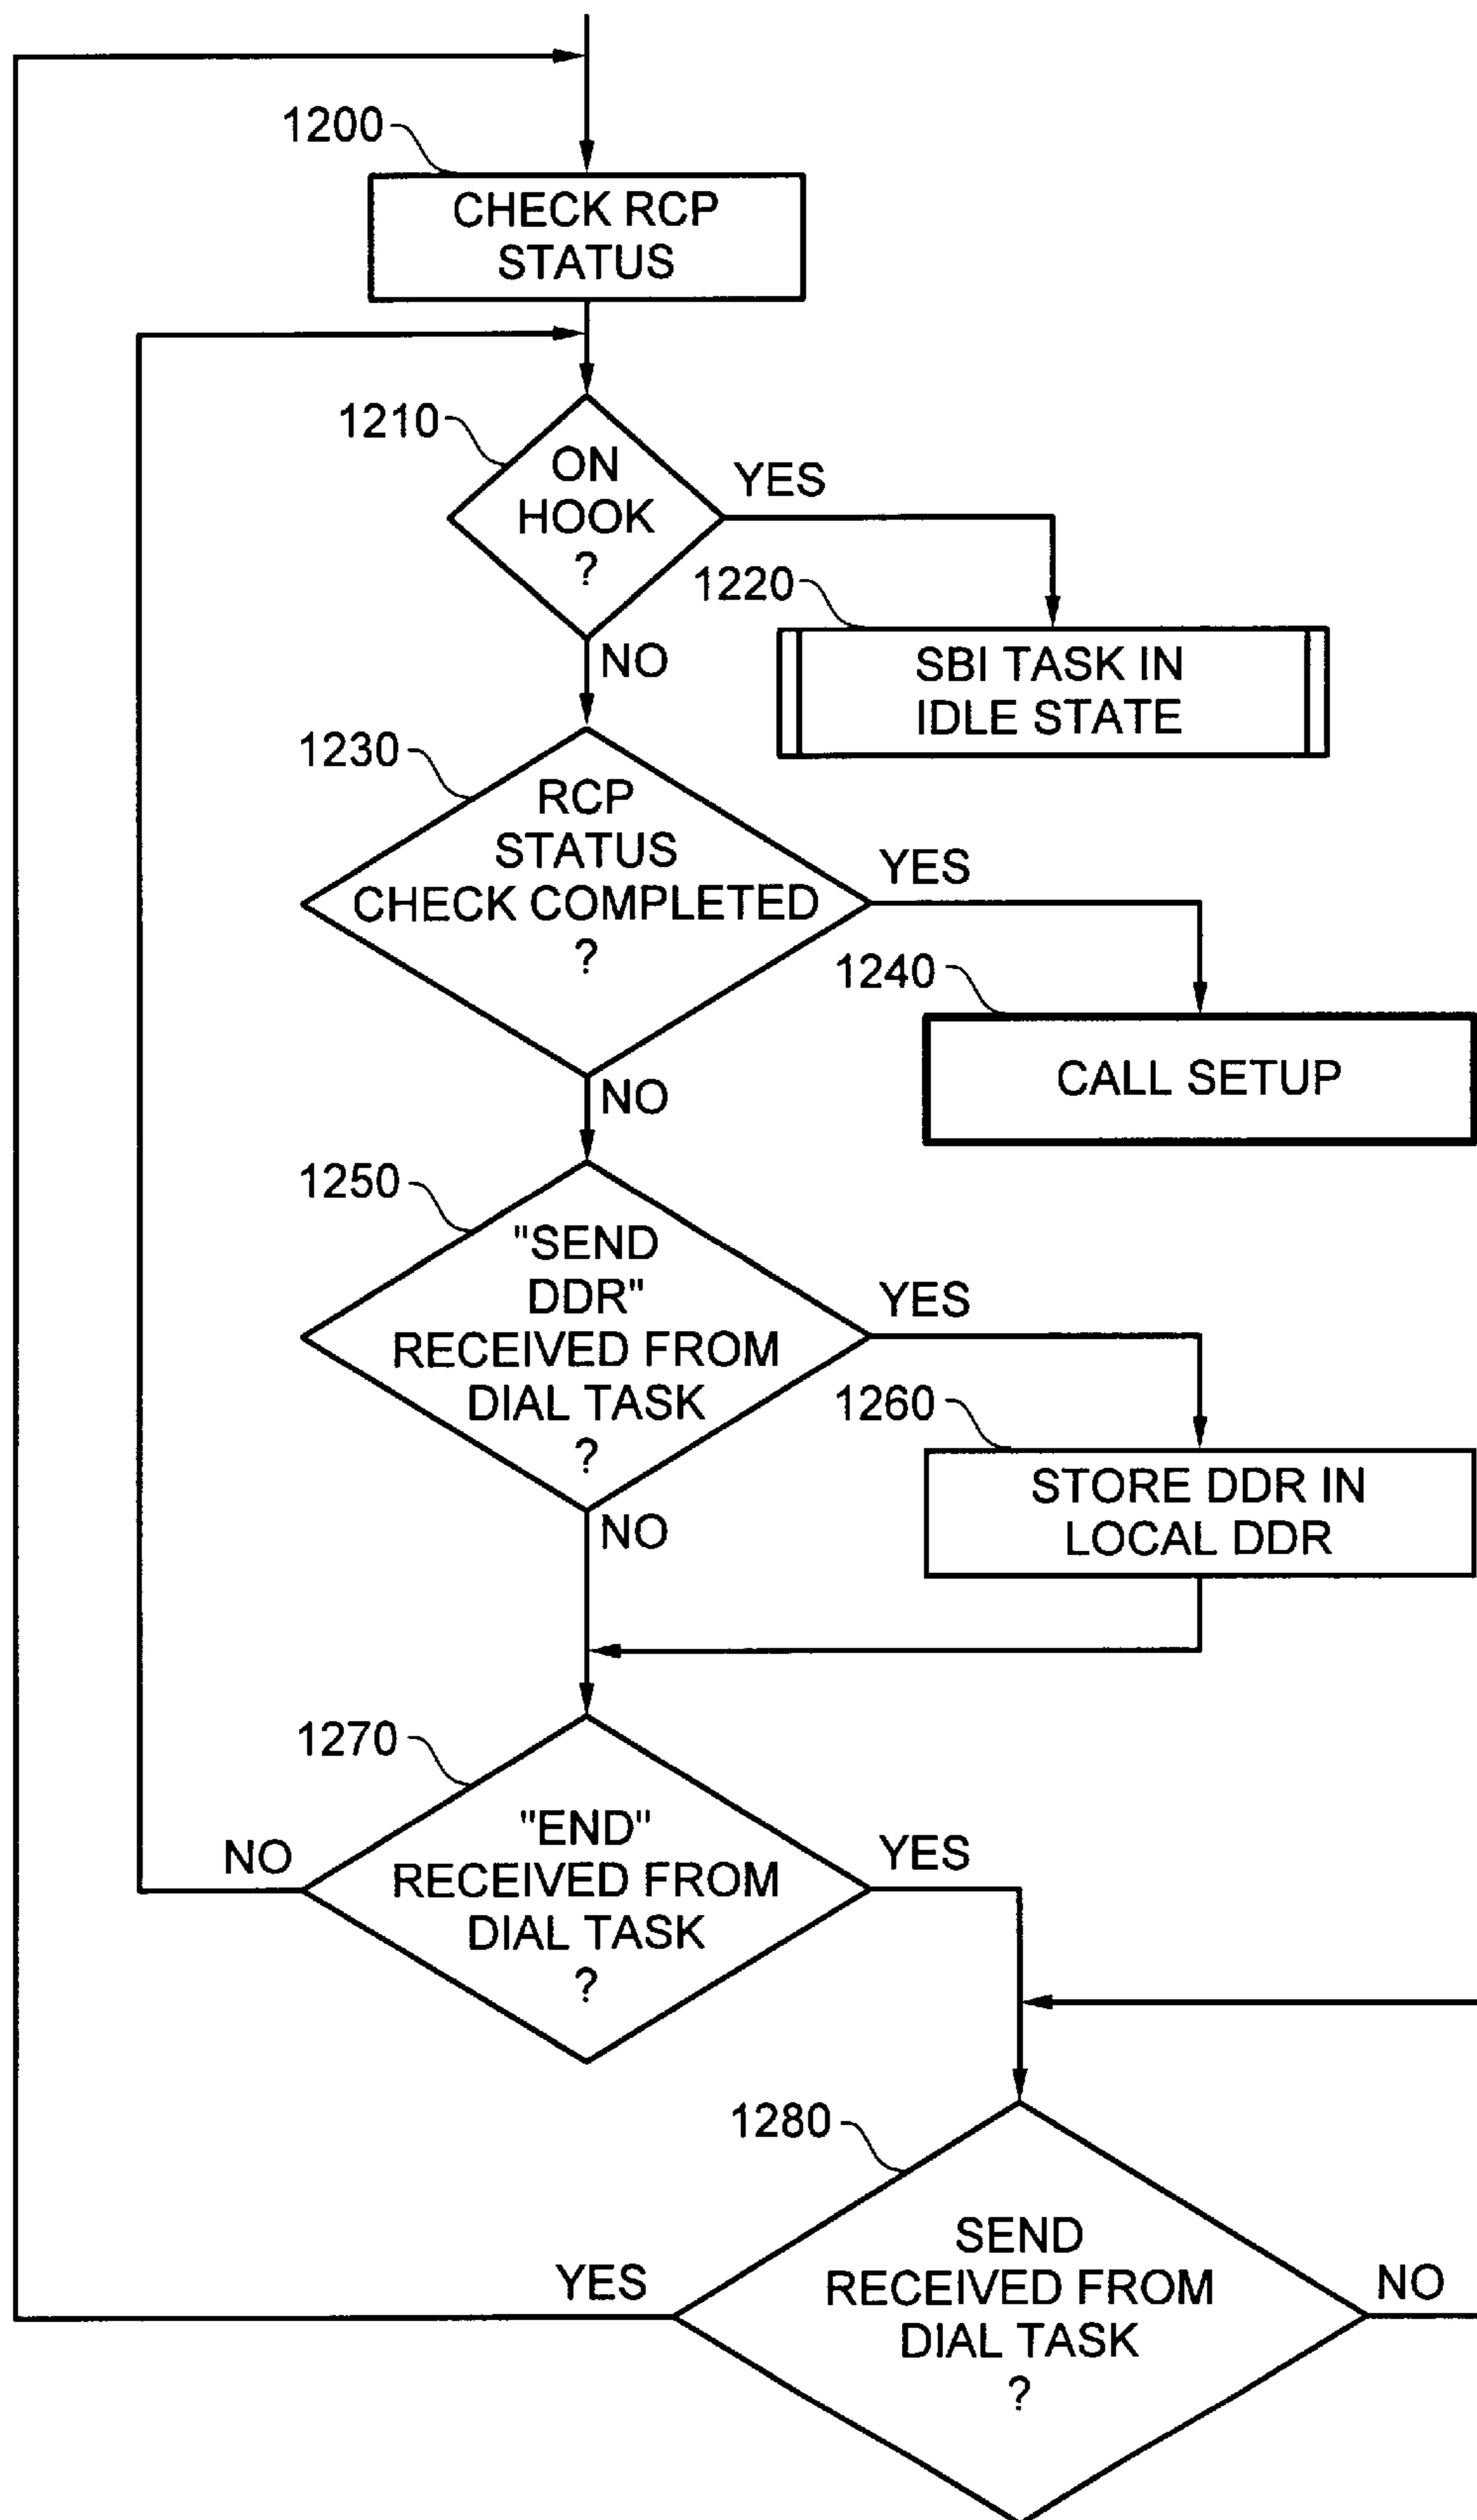 1200
CHECK RCP
STATUS
1210
ON
HOOK
?
YES
NO
1220
SBI TASK IN
IDLE STATE
1230
RCP
STATUS
CHECK COMPLETED
?
YES
NO
1240
CALL SETUP
1250
"SEND
DDR"
RECEIVED FROM
DIAL TASK
?
YES
NO
1260
STORE DDR IN
LOCAL DDR
1270
"END"
RECEIVED FROM
DIAL TASK
?
NO
YES
1280
SEND
RECEIVED FROM
DIAL TASK
?
YES
NO